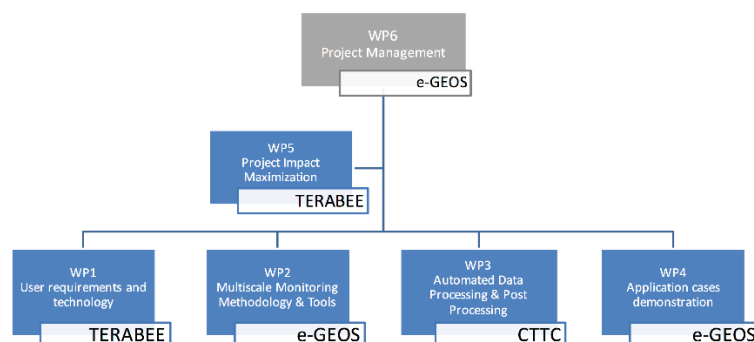 WP6
Project Management
e-GEOS
WP5
Project Impact
Maximization
TERABEE
WP1
User requirements and
technology
TERABEE
WP2
Multiscale Monitoring
Methodology & Tools
e-GEOS
WP3
Automated Data
Processing & Post
Processing
CTTC
WP4
Application cases
demonstration
e-GEOS